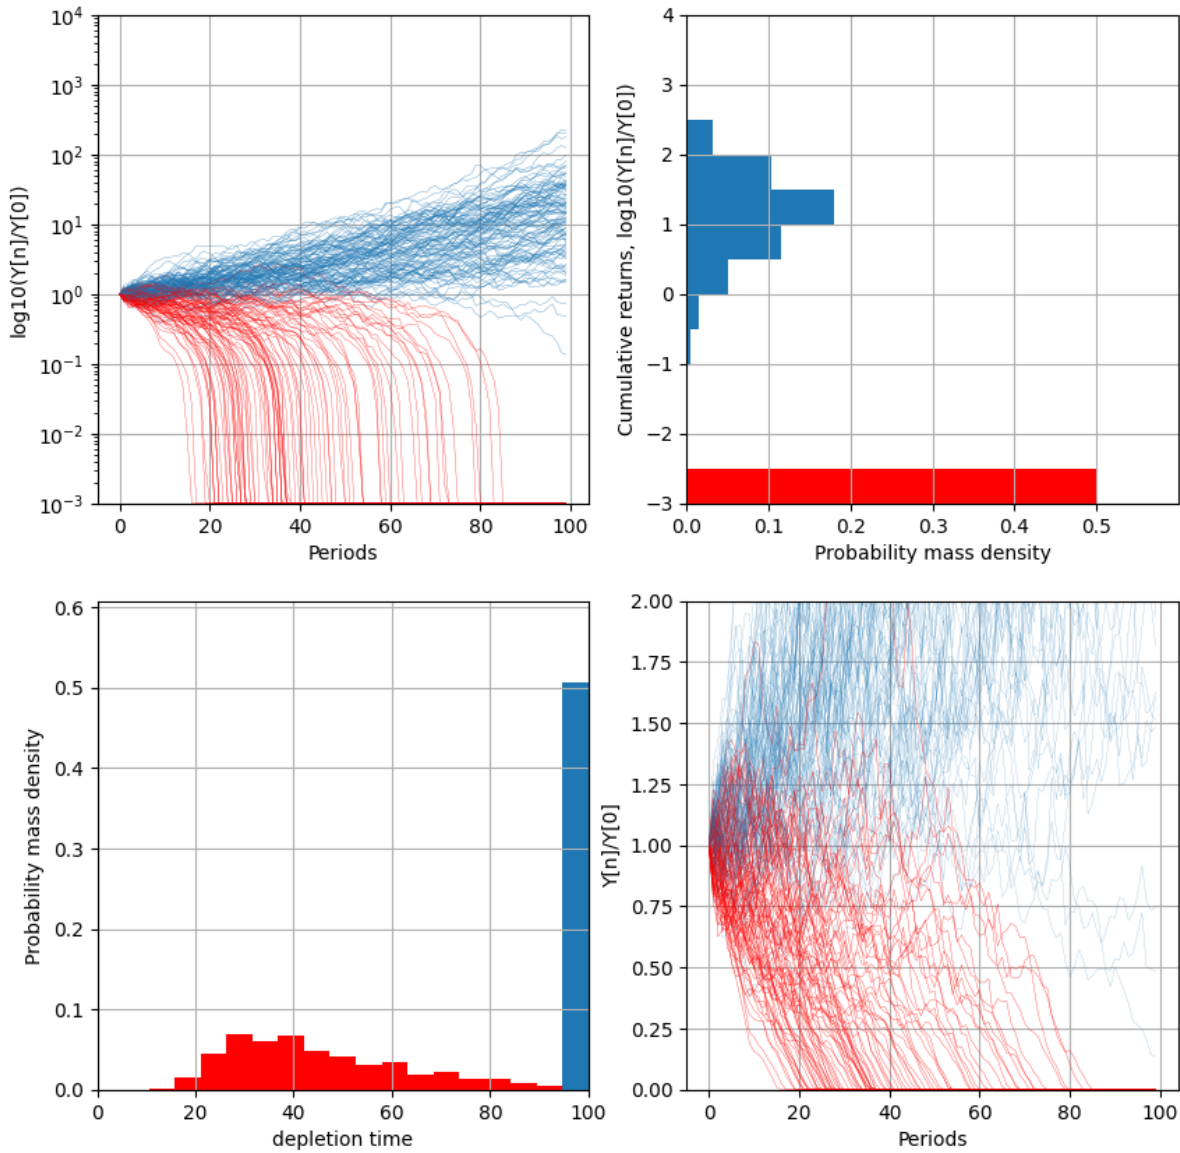 10^4
10^3
10^2
10^1
10^0
10^-1
10^-2
10^-3
log10(Y[n]/Y[0])
0 20 40 60 80 100
Periods
4
3
2
1
0
−1
−2
−3
Cumulative returns, log10(Y[n]/Y[0])
0.0 0.1 0.2 0.3 0.4 0.5
Probability mass density
0.6
0.5
0.4
0.3
0.2
0.1
0.0
Probability mass density
0 20 40 60 80 100
depletion time
2.00
1.75
1.50
1.25
1.00
0.75
0.50
0.25
0.00
Y[n]/Y[0]
0 20 40 60 80 100
Periods